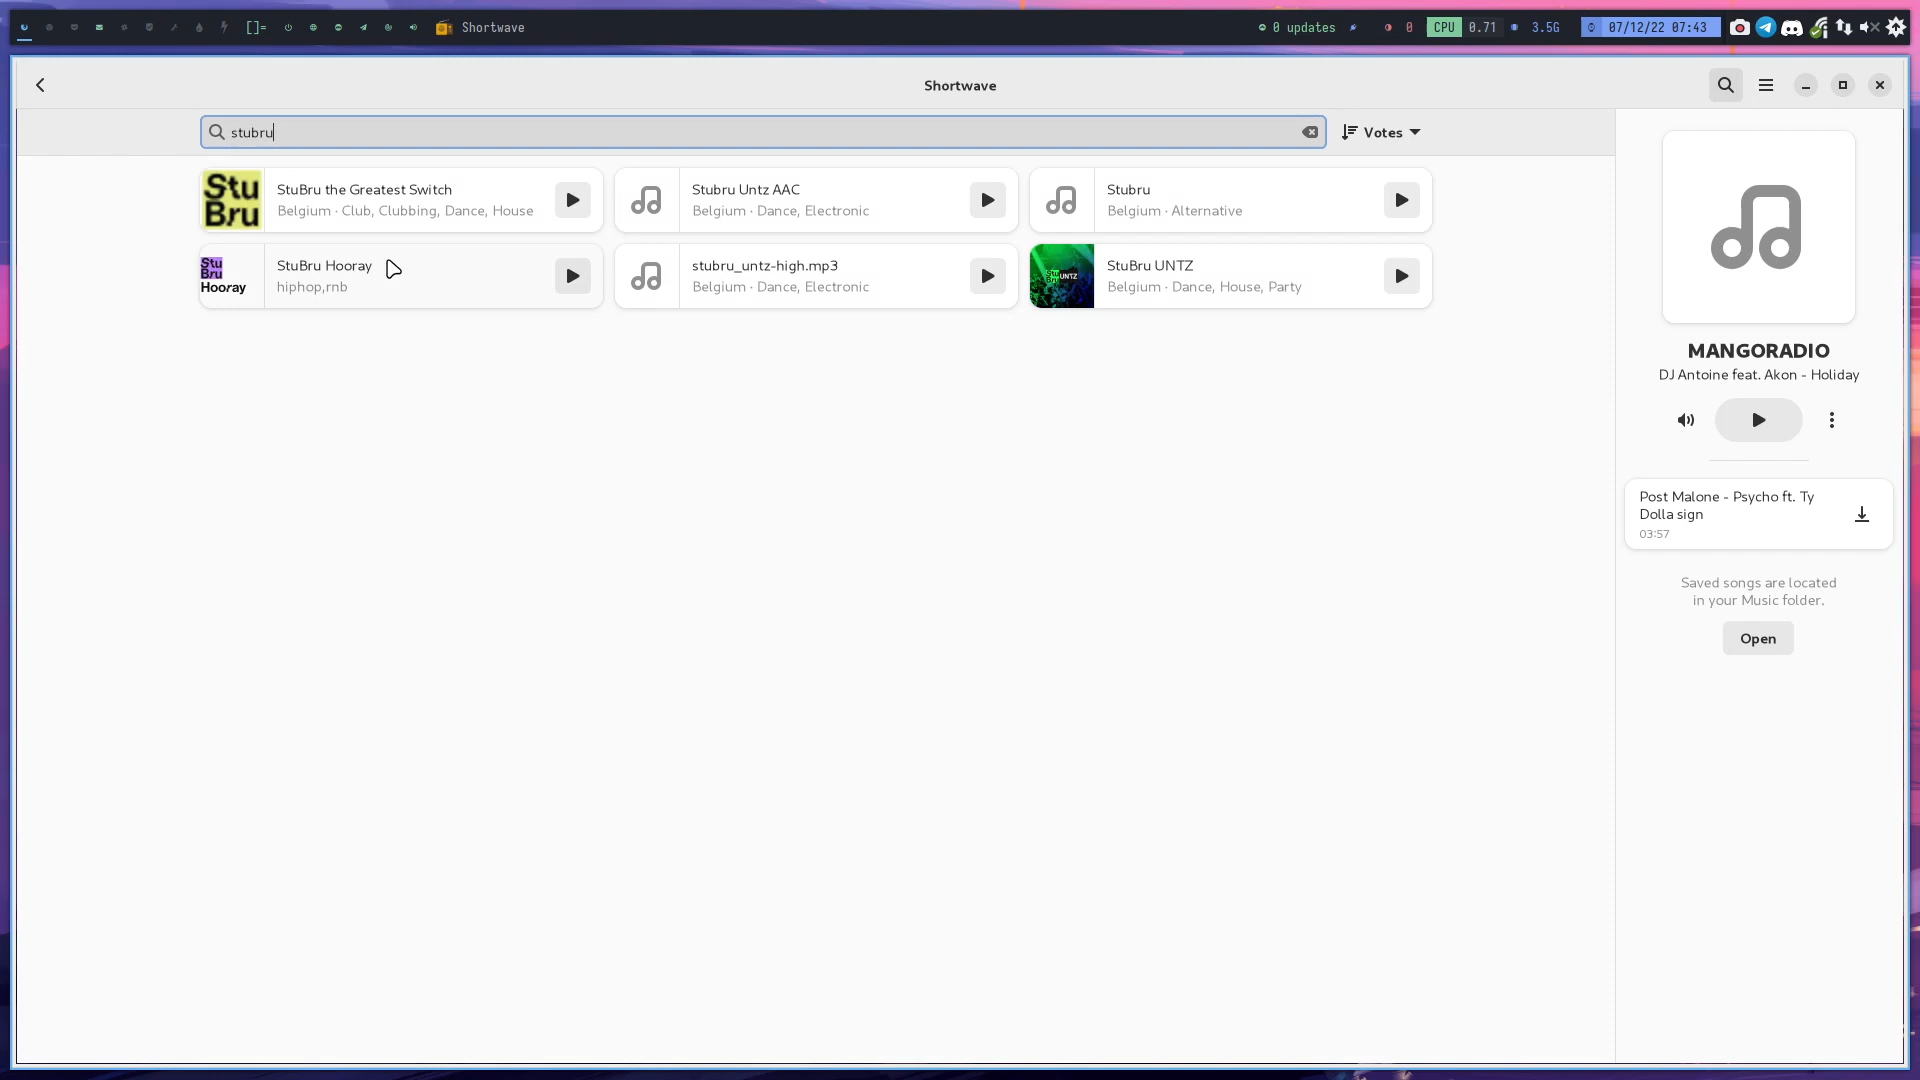 []=
Shortwave
0 updates
0
CPU 0.71
3.5G
07/12/22 07:43
Shortwave
stubru
Votes
Stu
Bru
StuBru the Greatest Switch
Belgium · Club, Clubbing, Dance, House
Stubru Untz AAC
Belgium · Dance, Electronic
Stubru
Belgium · Alternative
Stu
Bru
Hooray
StuBru Hooray
hiphop,rnb
stubru_untz-high.mp3
Belgium · Dance, Electronic
Stu
Bru
UNTZ
StuBru UNTZ
Belgium · Dance, House, Party
MANGORADIO
DJ Antoine feat. Akon - Holiday
Post Malone - Psycho ft. Ty
Dolla sign
03:57
Saved songs are located
in your Music folder.
Open